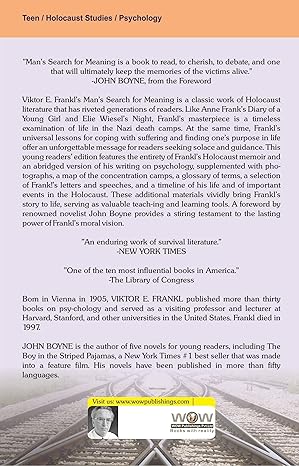 Teen / Holocaust Studies / Psychology
"Man's Search for Meaning is a book to read, to cherish, to debate, and one
that will ultimately keep the memories of the victims alive."
-JOHN BOYNE, from the Foreword
Viktor E. Frankl's Man's Search for Meaning is a classic work of Holocaust
literature that has riveted generations of readers. Like Anne Frank's Diary of a
Young Girl and Elie Wiesel's Night, Frankl's masterpiece is a timeless
examination of life in the Nazi death camps. At the same time, Frankl's
universal lessons for coping with suffering and finding one's purpose in life
offer an unforgettable message for readers seeking solace and guidance. This
young readers' edition features the entirety of Frankl's Holocaust memoir and
an abridged version of his writing on psychology, supplemented with pho-
tographs, a map of the concentration camps, a glossary of terms, a selection
of Frankl's letters and speeches, and a timeline of his life and of important
events in the Holocaust. These additional materials vividly bring Frankl's
story to life, serving as valuable teach-ing and learning tools. A foreword by
renowned novelist John Boyne provides a stiring testament to the lasting
power of Frankl's moral vision.
"An enduring work of survival literature."
-NEW YORK TIMES
"One of the ten most influential books in America."
-The Library of Congress
Born in Vienna in 1905, VIKTOR E. FRANKL published more than thirty
books on psy-chology and served as a visiting professor and lecturer at
Harvard, Stanford, and other universities in the United States. Frankl died in
1997.
JOHN BOYNE is the author of five novels for young readers, including The
Boy in the Striped Pajamas, a New York Times #1 best seller that was made
into a feature film. His novels have been published in more than fifty
languages.
Visit us: www.wowpublishings.com
WOW
Books with reality